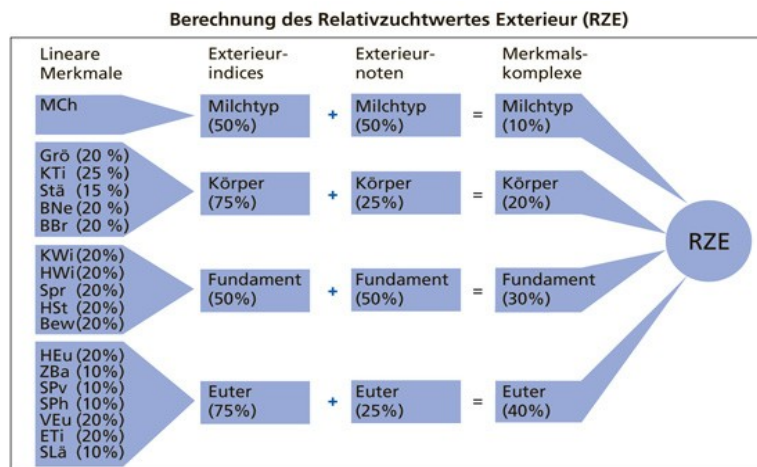 Berechnung des Relativzuchtwertes Exterieur (RZE)
Lineare Merkmale
Exterieur-indices
Exterieur-noten
Merkmals-komplexe
MCh
Milchtyp (50%)
+
Milchtyp (50%)
=
Milchtyp (10%)
Grö (20 %)
KTi (25 %)
Stä (15 %)
BNe (20 %)
BBr (20 %)
Körper (75%)
+
Körper (25%)
=
Körper (20%)
RZE
KWi (20%)
HWi (20%)
Spr (20%)
HSt (20%)
Bew (20%)
Fundament (50%)
+
Fundament (50%)
=
Fundament (30%)
HEu (20%)
ZBa (10%)
SPv (10%)
SPh (10%)
VEu (20%)
ETi (20%)
SLä (10%)
Euter (75%)
+
Euter (25%)
=
Euter (40%)